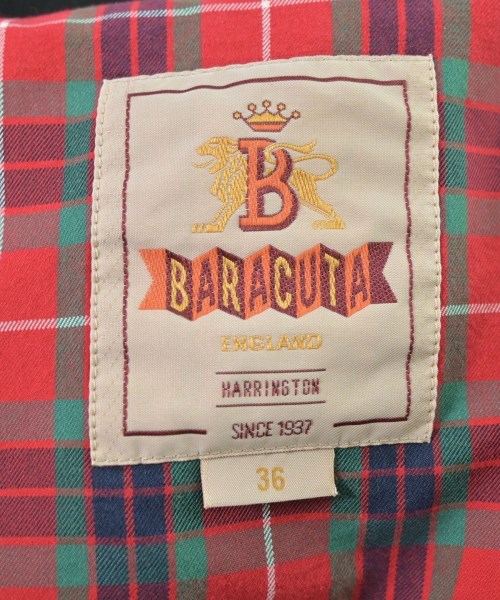 B
BARACUTA
ENGLAND
HARRINGTON
SINCE 1937
36